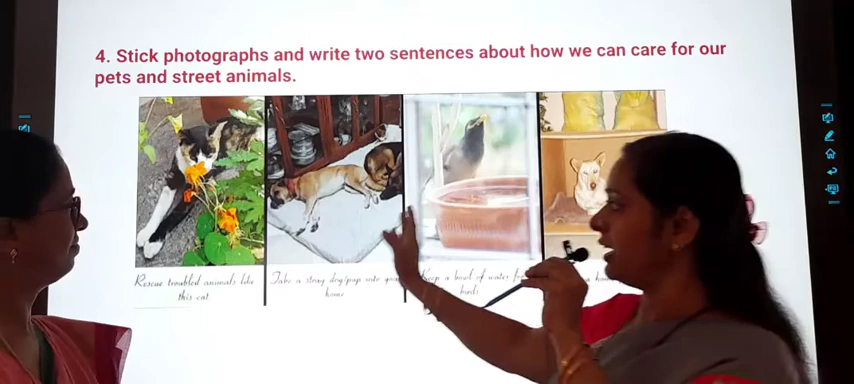 4. Stick photographs and write two sentences about how we can care for our
pets and street animals.
Rescue troubled animals like
this cat
Take a stray dog/pup into your
home
Keep a bowl of water for
birds